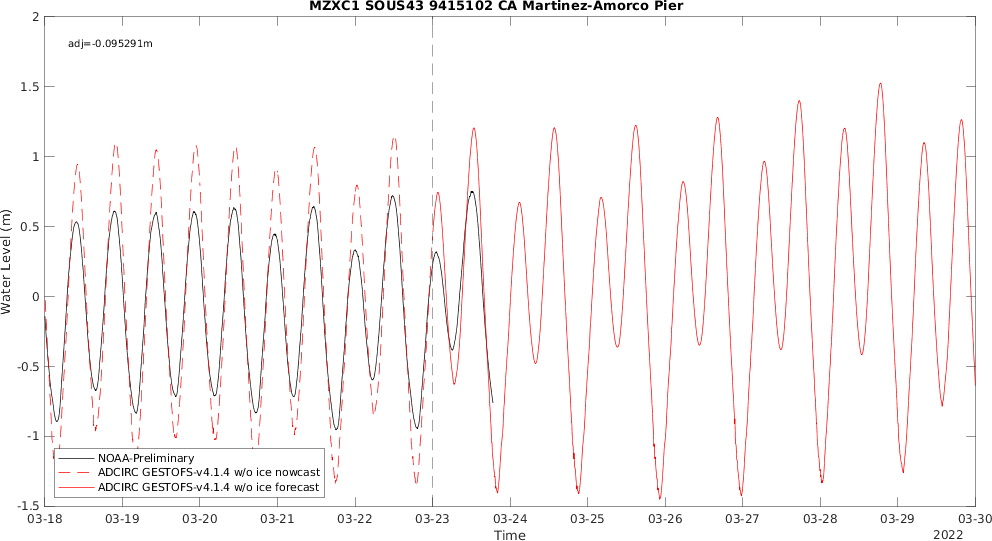 MZXC1 SOUS43 9415102 CA Martinez-Amorco Pier
adj=-0.095291m
Water Level (m)
2
1.5
1
0.5
0
-0.5
-1
-1.5
NOAA-Preliminary
ADCIRC GESTOFS-v4.1.4 w/o ice nowcast
ADCIRC GESTOFS-v4.1.4 w/o ice forecast
03-18 03-19 03-20 03-21 03-22 03-23 03-24 03-25 03-26 03-27 03-28 03-29 03-30
Time
2022